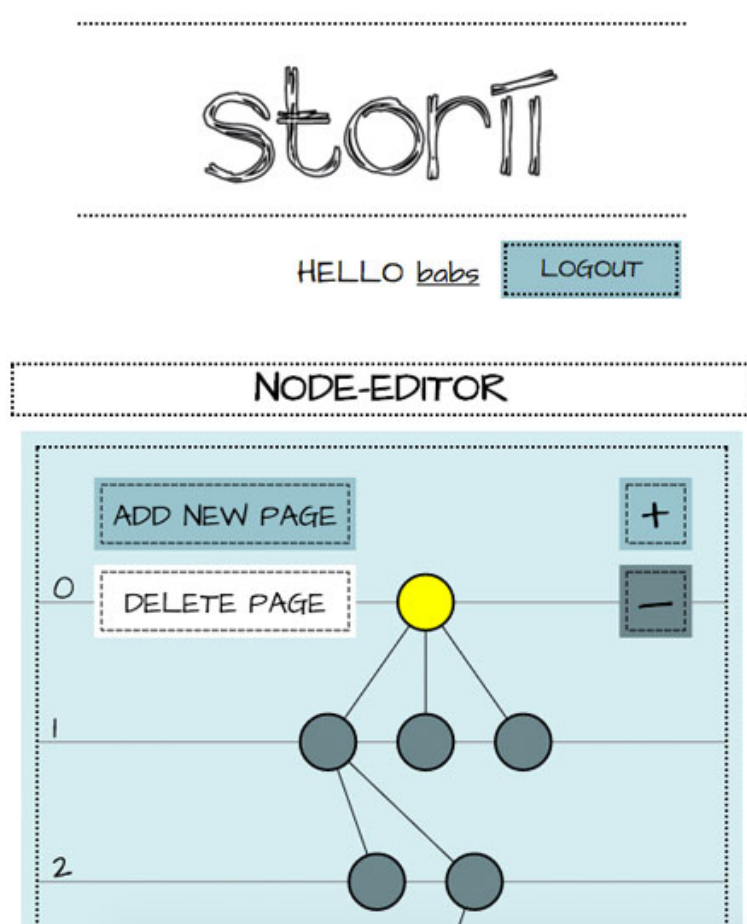 storii
HELLO babs LOGOUT
NODE-EDITOR
ADD NEW PAGE +
0 DELETE PAGE −
1
2